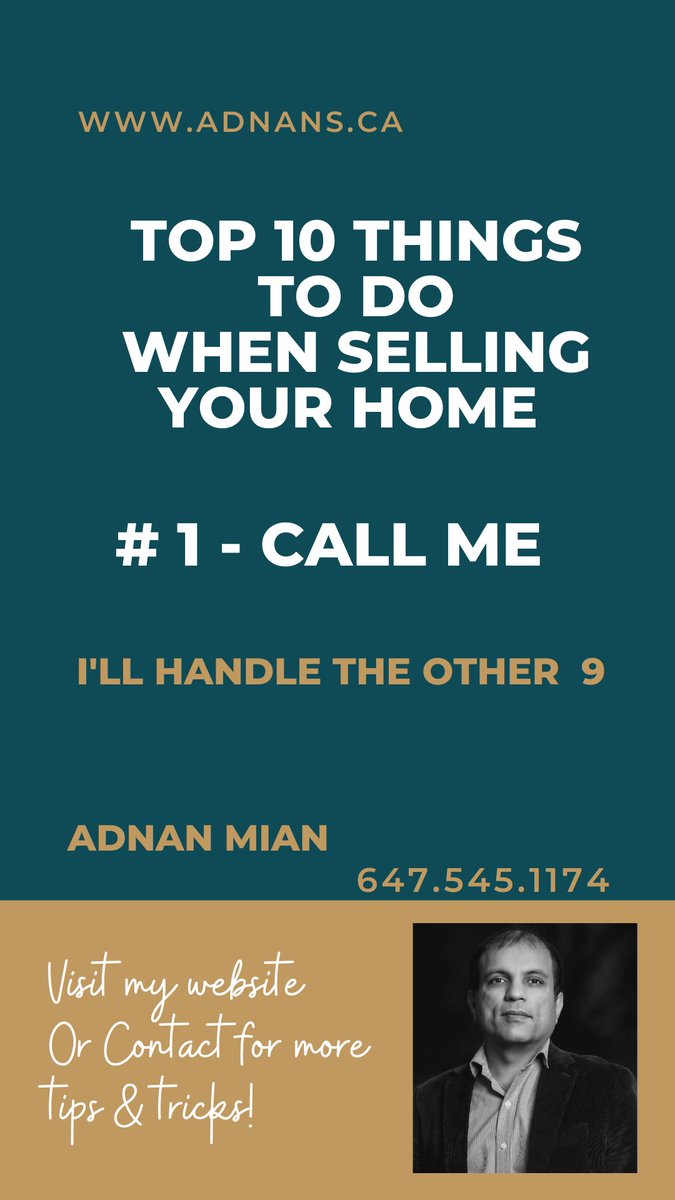 WWW.ADNANS.CA
TOP 10 THINGS
TO DO
WHEN SELLING
YOUR HOME
# 1 - CALL ME
I'LL HANDLE THE OTHER 9
ADNAN MIAN
647.545.1174
Visit my website
Or Contact for more
tips & tricks!